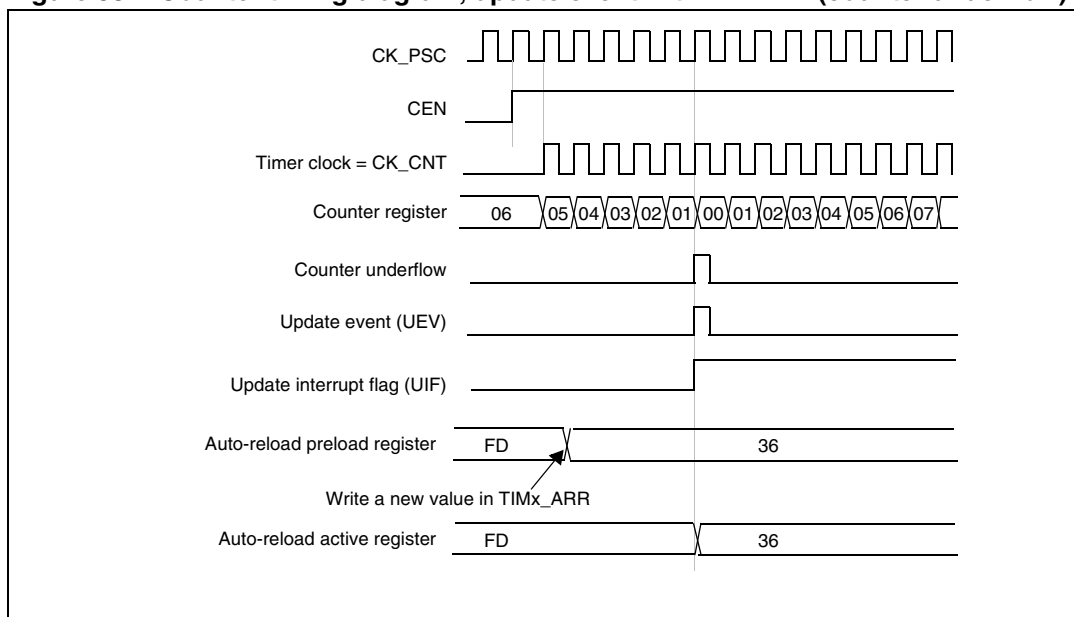 CK_PSC
CEN
Timer clock = CK_CNT
Counter register 06 05 04 03 02 01 00 01 02 03 04 05 06 07
Counter underflow
Update event (UEV)
Update interrupt flag (UIF)
Auto-reload preload register FD 36
Write a new value in TIMx_ARR
Auto-reload active register FD 36